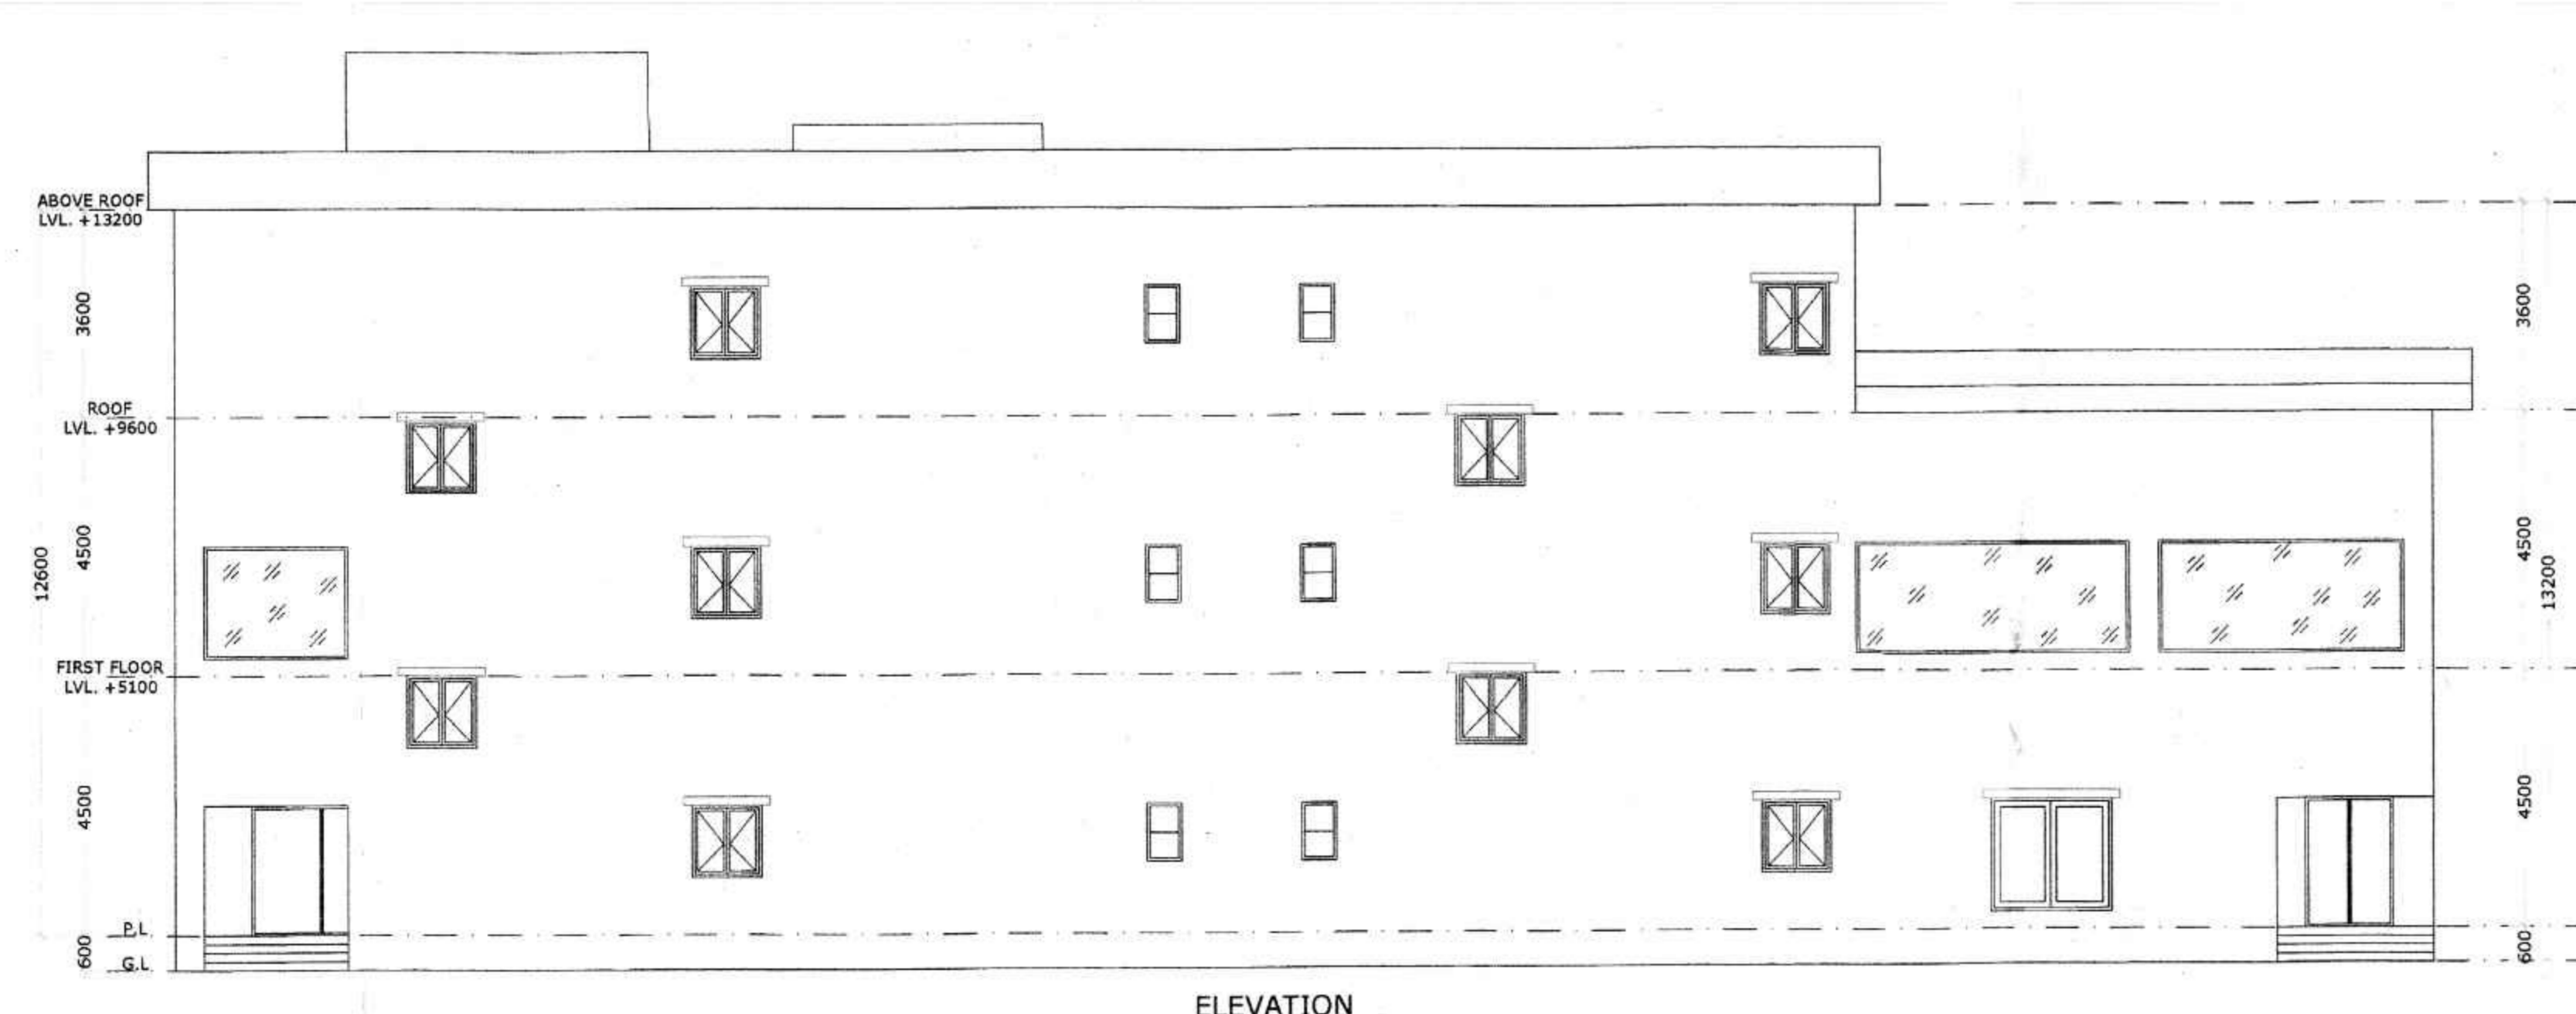 ABOVE ROOF
LVL. +13200
3600
3600
ROOF
LVL. +9600
4500
4500
12600
13200
FIRST FLOOR
LVL. +5100
4500
4500
P.L.
600
600
G.L.
ELEVATION